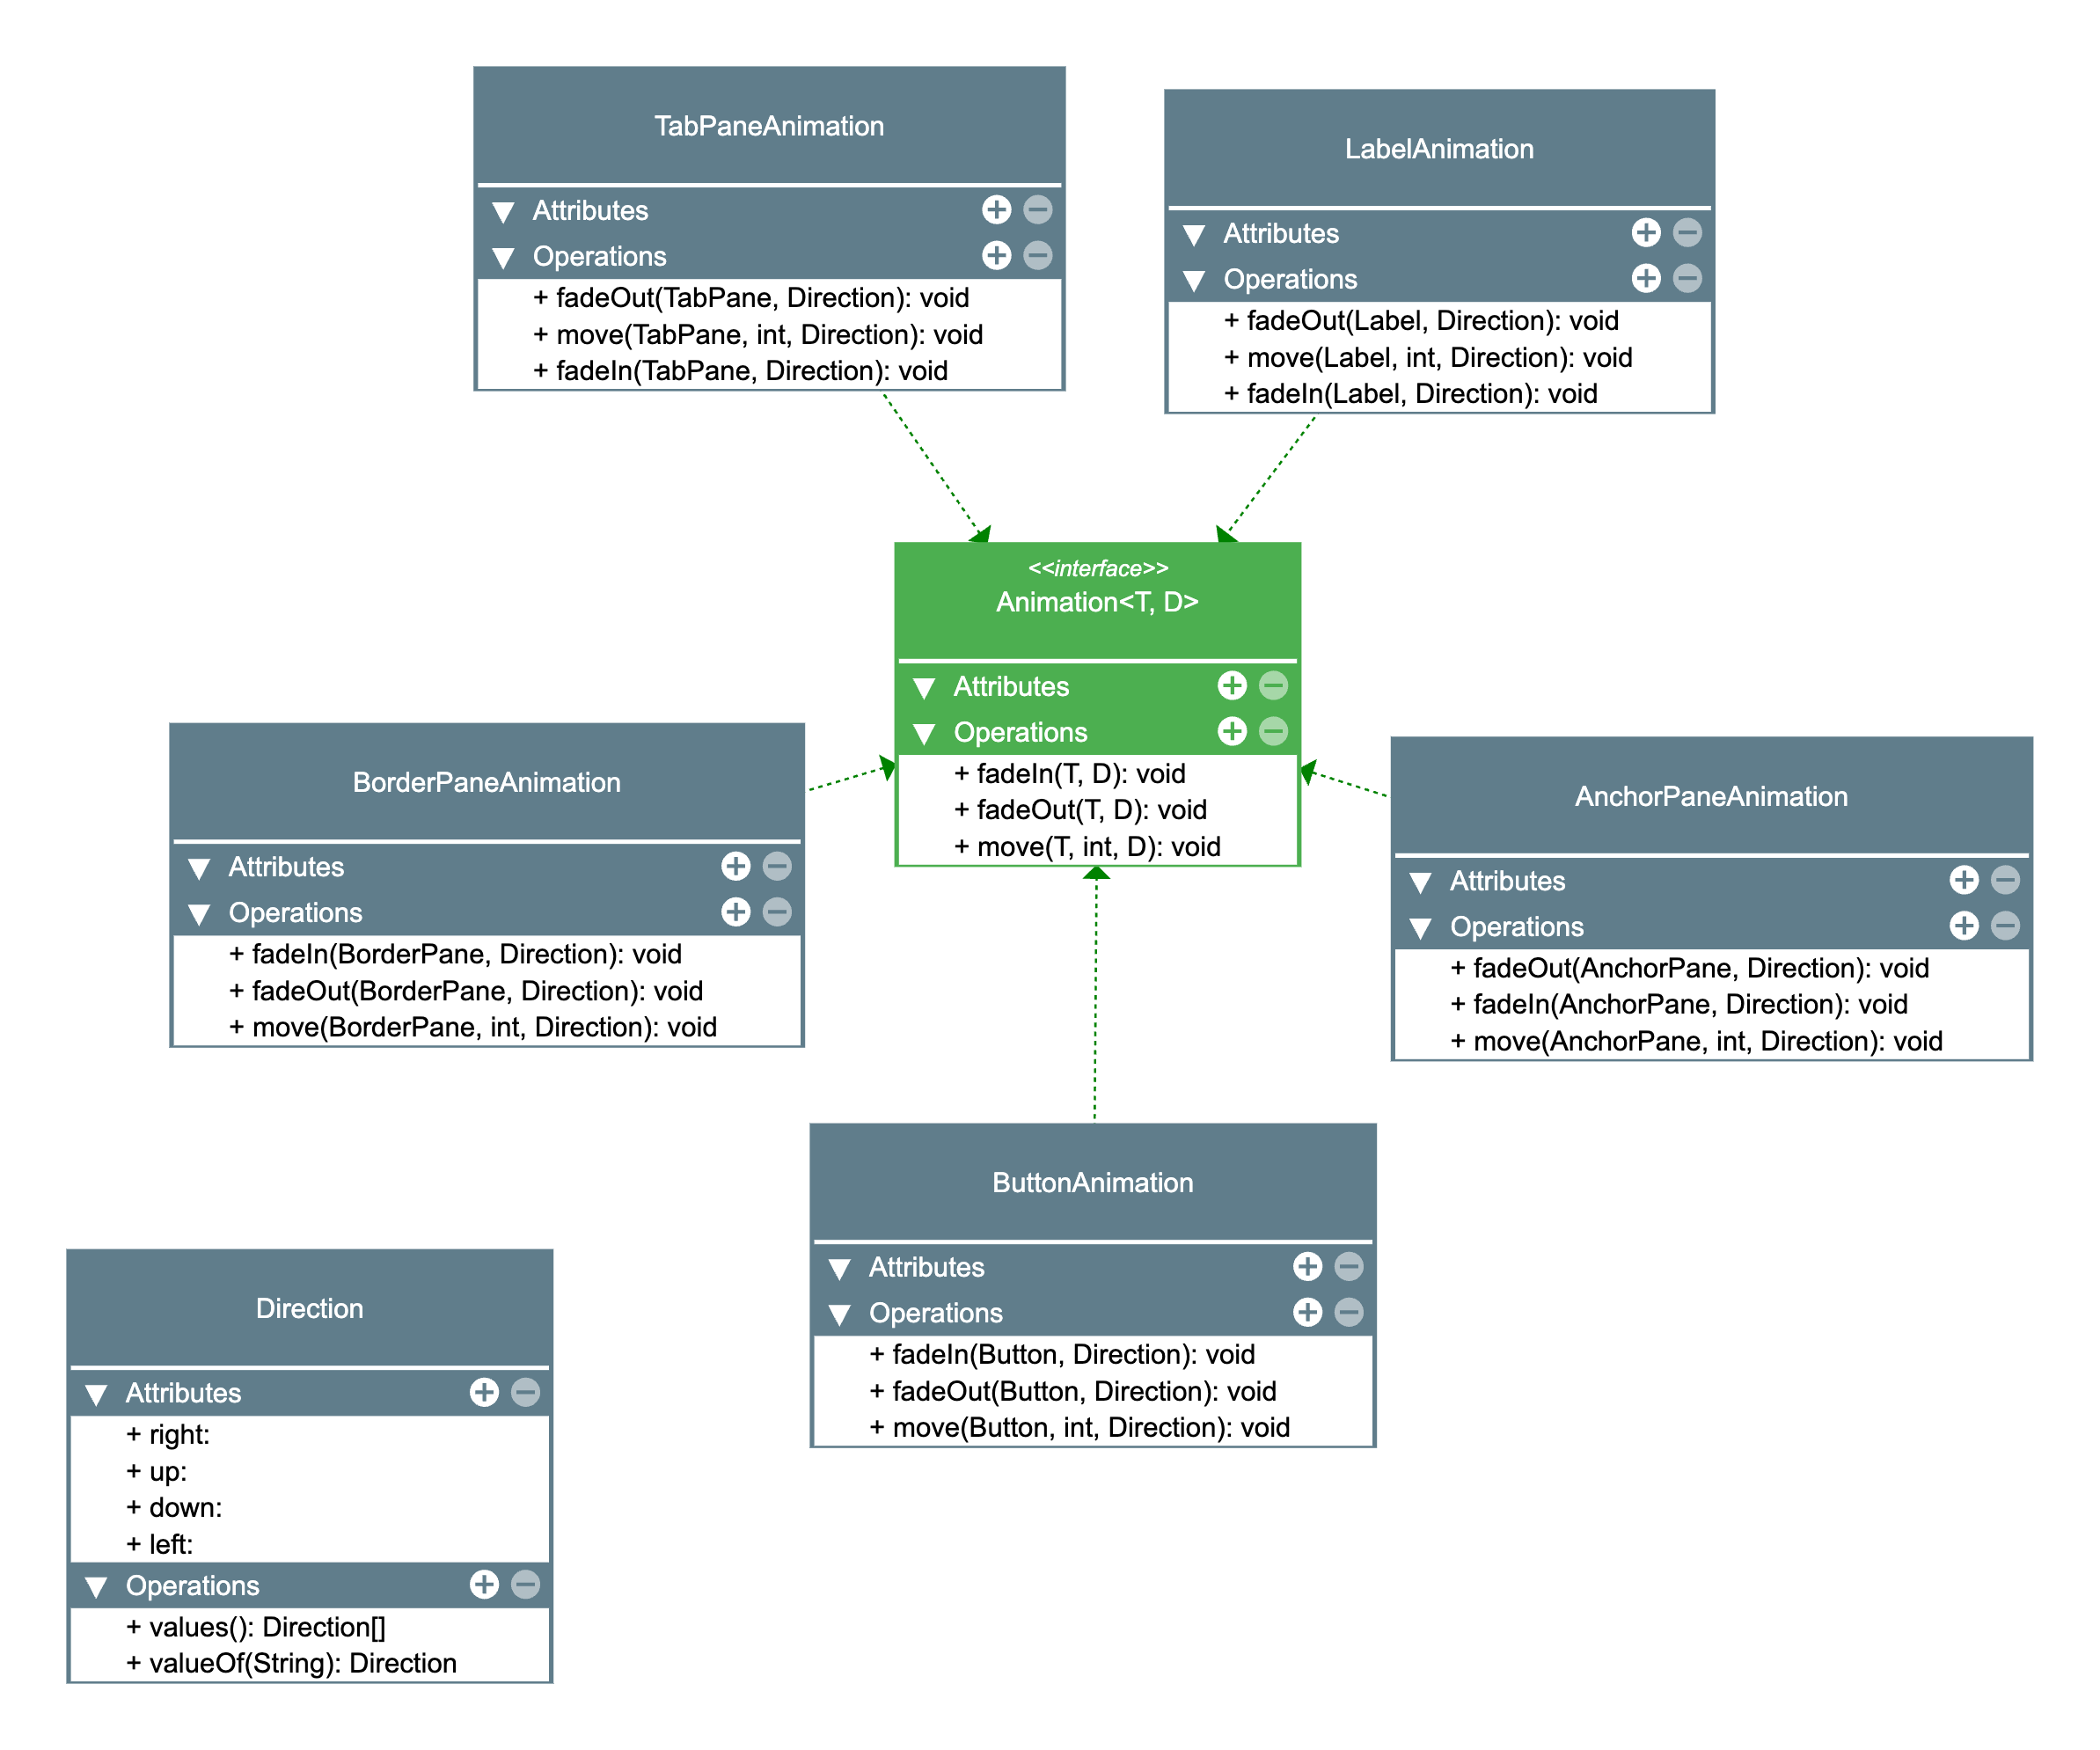 TabPaneAnimation
Attributes
Operations
+ fadeOut(TabPane, Direction): void
+ move(TabPane, int, Direction): void
+ fadeIn(TabPane, Direction): void
LabelAnimation
Attributes
Operations
+ fadeOut(Label, Direction): void
+ move(Label, int, Direction): void
+ fadeIn(Label, Direction): void
<<interface>>
Animation<T, D>
Attributes
Operations
+ fadeIn(T, D): void
+ fadeOut(T, D): void
+ move(T, int, D): void
BorderPaneAnimation
Attributes
Operations
+ fadeIn(BorderPane, Direction): void
+ fadeOut(BorderPane, Direction): void
+ move(BorderPane, int, Direction): void
AnchorPaneAnimation
Attributes
Operations
+ fadeOut(AnchorPane, Direction): void
+ fadeIn(AnchorPane, Direction): void
+ move(AnchorPane, int, Direction): void
ButtonAnimation
Attributes
Operations
+ fadeIn(Button, Direction): void
+ fadeOut(Button, Direction): void
+ move(Button, int, Direction): void
Direction
Attributes
+ right:
+ up:
+ down:
+ left:
Operations
+ values(): Direction[]
+ valueOf(String): Direction